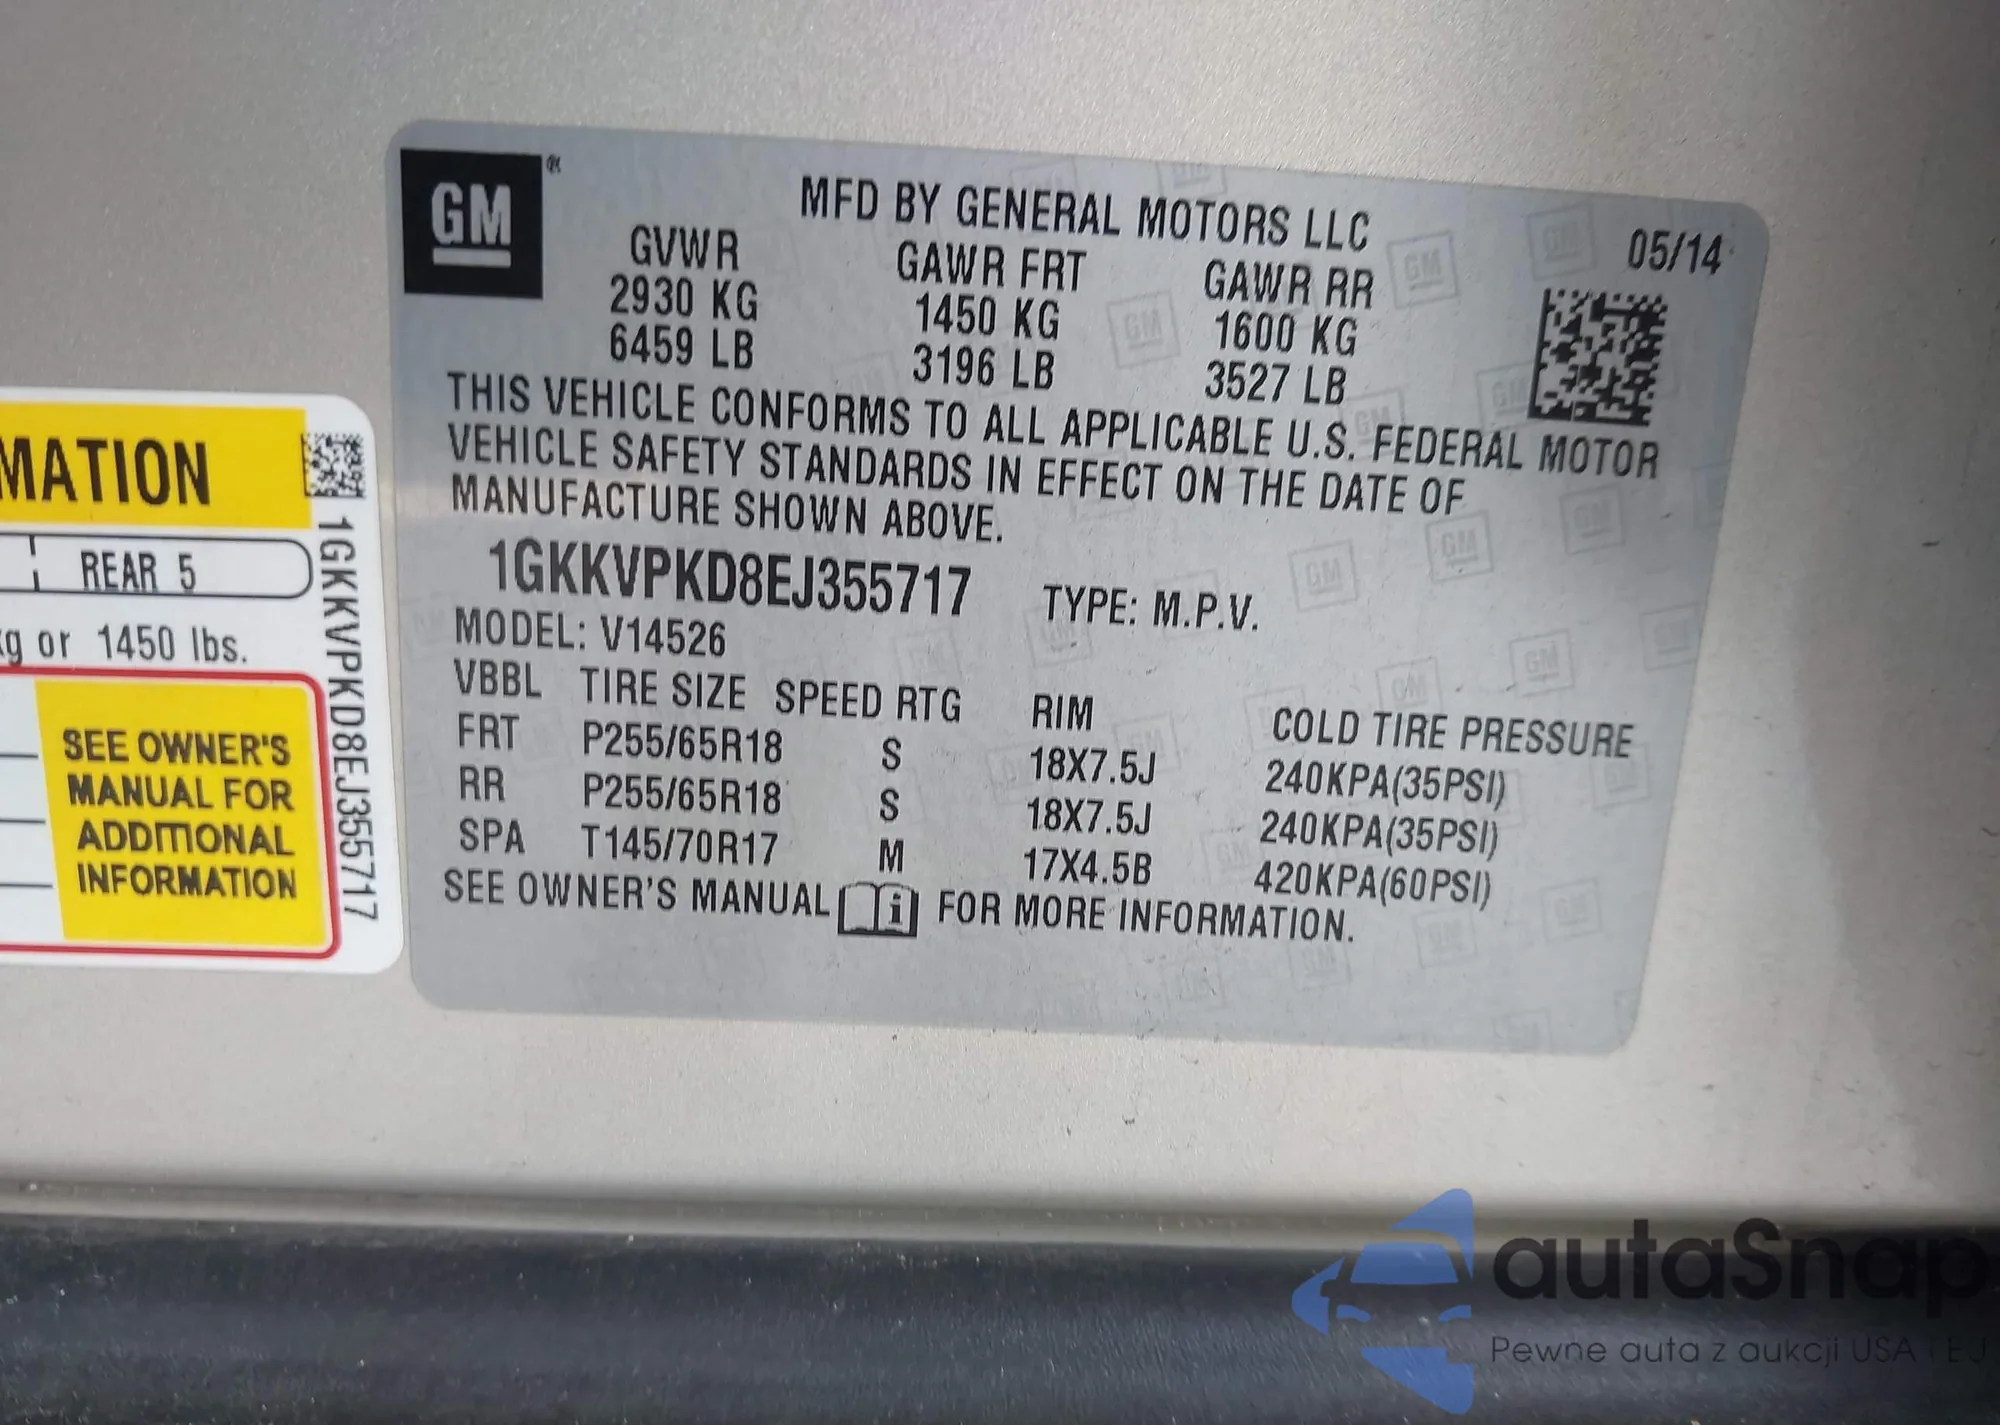 GM®
MFD BY GENERAL MOTORS LLC
05/14
GVWR GAWR FRT GAWR RR
2930 KG 1450 KG 1600 KG
6459 LB 3196 LB 3527 LB
THIS VEHICLE CONFORMS TO ALL APPLICABLE U.S. FEDERAL MOTOR
VEHICLE SAFETY STANDARDS IN EFFECT ON THE DATE OF
MANUFACTURE SHOWN ABOVE.
1GKKVPKD8EJ355717 TYPE: M.P.V.
MODEL: V14526
VBBL TIRE SIZE SPEED RTG RIM COLD TIRE PRESSURE
FRT P255/65R18 S 18X7.5J 240KPA(35PSI)
RR P255/65R18 S 18X7.5J 240KPA(35PSI)
SPA T145/70R17 M 17X4.5B 420KPA(60PSI)
SEE OWNER'S MANUAL i FOR MORE INFORMATION.
MATION
REAR 5
kg or 1450 lbs.
SEE OWNER'S
MANUAL FOR
ADDITIONAL
INFORMATION
1GKKVPKD8EJ355717
autaSnap
Pewne auta z aukcji USA i EU